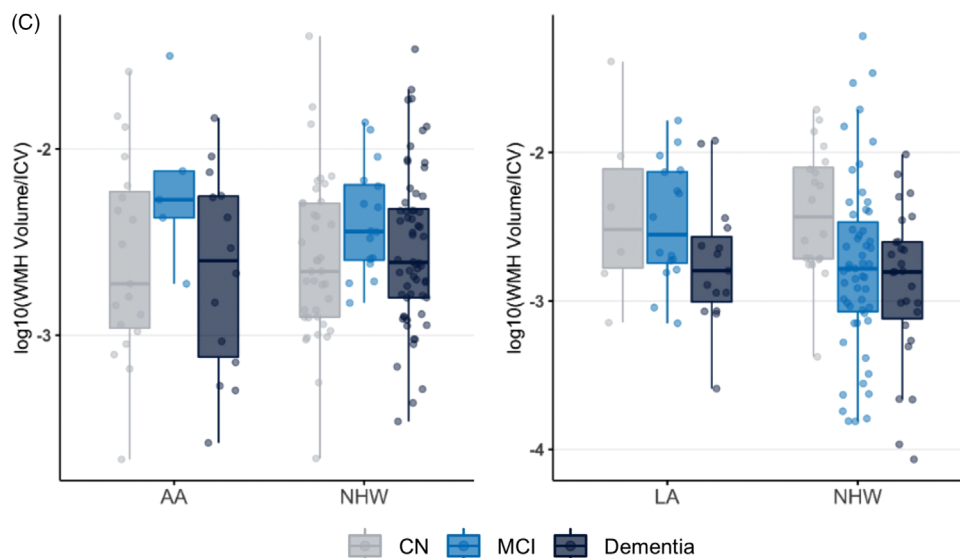 (C)
log10(WMH Volume/ICV)
-2
-3
AA
NHW
log10(WMH Volume/ICV)
-2
-3
-4
LA
NHW
CN
MCI
Dementia